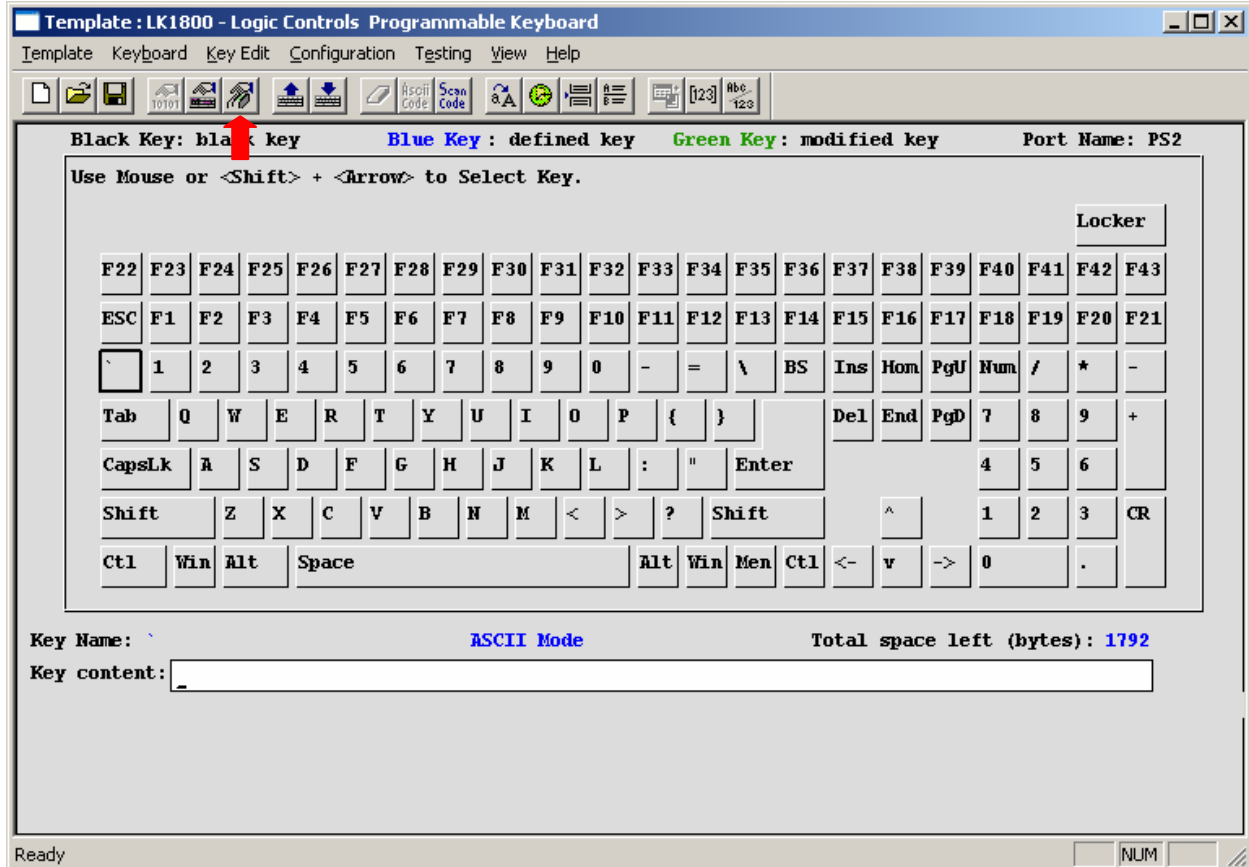 Template : LK1800 - Logic Controls Programmable Keyboard
Template Keyboard Key Edit Configuration Testing View Help
10101 Ascii Code Scan Code àA [123] Abc 123
Black Key: bla k key Blue Key : defined key Green Key : modified key Port Name: PS2
Use Mouse or <Shift> + <Arrow> to Select Key.
Locker
F22 F23 F24 F25 F26 F27 F28 F29 F30 F31 F32 F33 F34 F35 F36 F37 F38 F39 F40 F41 F42 F43
ESC F1 F2 F3 F4 F5 F6 F7 F8 F9 F10 F11 F12 F13 F14 F15 F16 F17 F18 F19 F20 F21
` 1 2 3 4 5 6 7 8 9 0 - = \ BS Ins Hom PgU Num / * -
Tab Q W E R T Y U I O P { } Del End PgD 7 8 9 +
CapsLk A S D F G H J K L : " Enter 4 5 6
Shift Z X C V B N M < > ? Shift ^ 1 2 3 CR
Ctl Win Alt Space Alt Win Men Ctl <- v -> 0 .
Key Name: ` ASCII Mode Total space left (bytes): 1792
Key content: _
Ready NUM